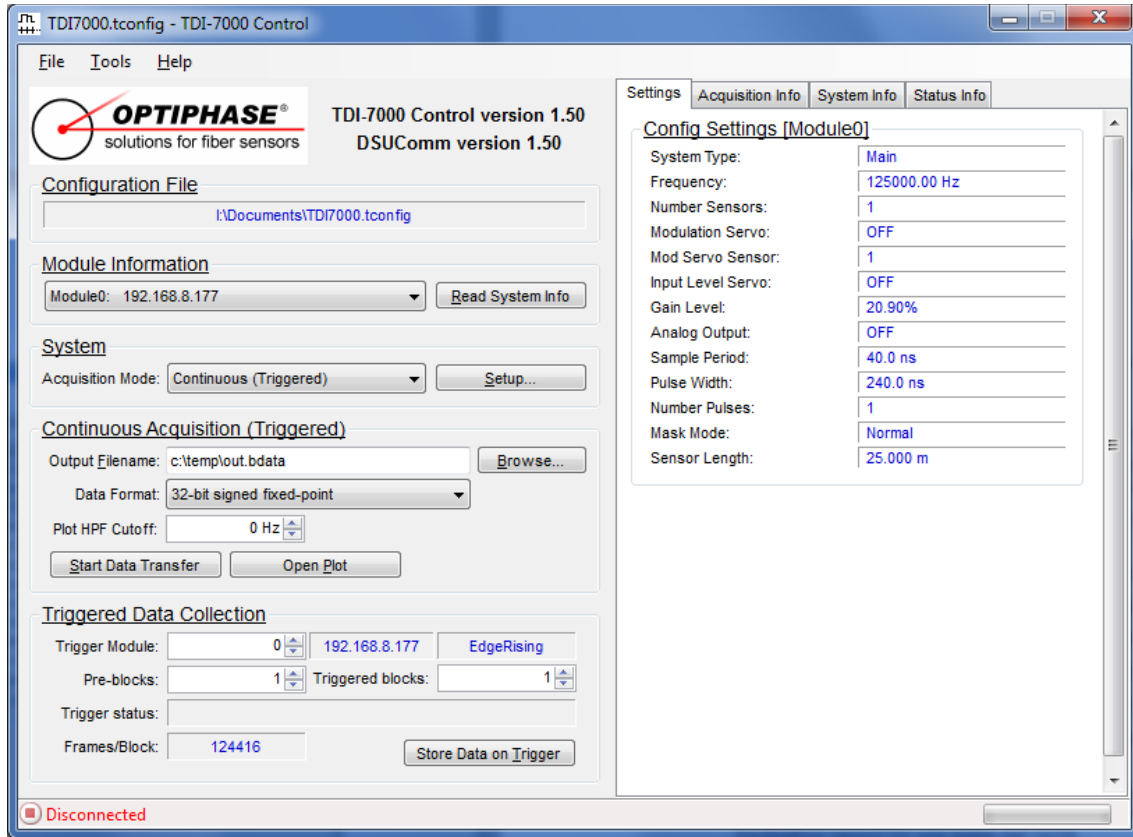 TDI7000.tconfig - TDI-7000 Control
File Tools Help
OPTIPHASE®
solutions for fiber sensors
TDI-7000 Control version 1.50
DSUComm version 1.50
Configuration File
I:\Documents\TDI7000.tconfig
Module Information
Module0: 192.168.8.177 Read System Info
System
Acquisition Mode: Continuous (Triggered) Setup...
Continuous Acquisition (Triggered)
Output Filename: c:\temp\out.bdata Browse...
Data Format: 32-bit signed fixed-point
Plot HPF Cutoff: 0 Hz
Start Data Transfer Open Plot
Triggered Data Collection
Trigger Module: 0 192.168.8.177 EdgeRising
Pre-blocks: 1 Triggered blocks: 1
Trigger status:
Frames/Block: 124416 Store Data on Trigger
Settings Acquisition Info System Info Status Info
Config Settings [Module0]
System Type: Main
Frequency: 125000.00 Hz
Number Sensors: 1
Modulation Servo: OFF
Mod Servo Sensor: 1
Input Level Servo: OFF
Gain Level: 20.90%
Analog Output: OFF
Sample Period: 40.0 ns
Pulse Width: 240.0 ns
Number Pulses: 1
Mask Mode: Normal
Sensor Length: 25.000 m
Disconnected